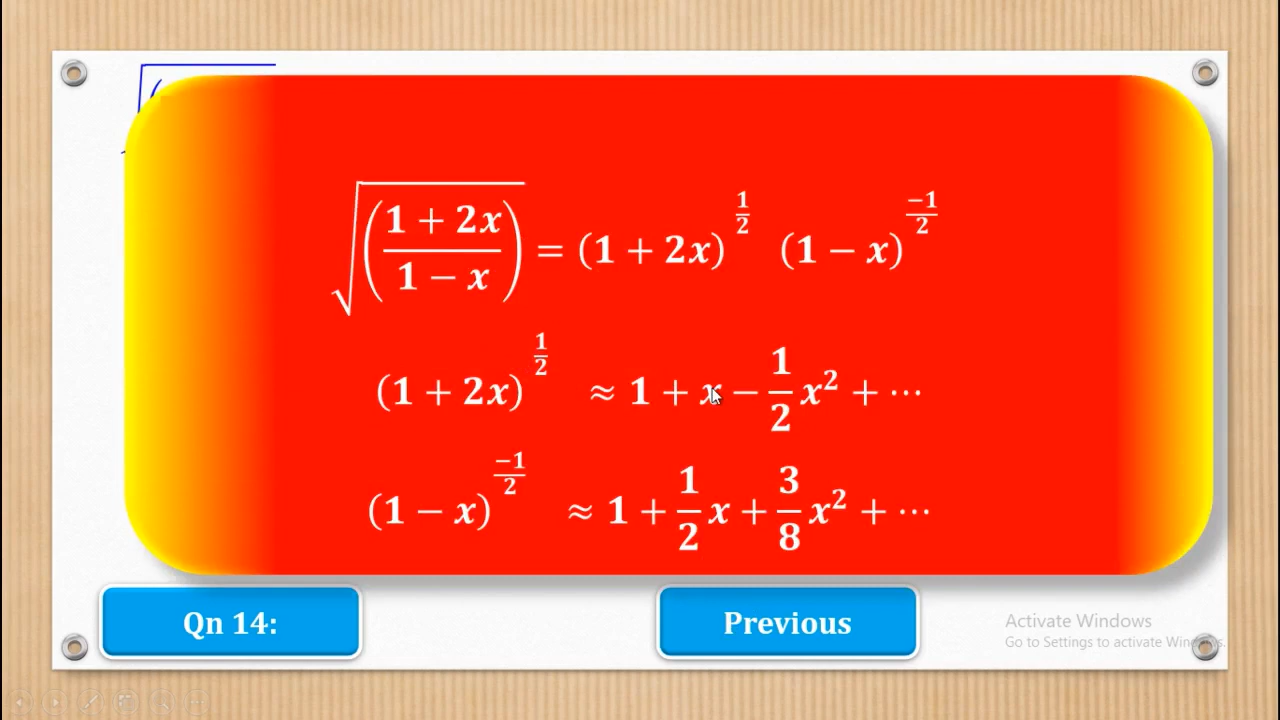 √((1 + 2x)/(1 − x)) = (1 + 2x)^(1/2) (1 − x)^(−1/2)
(1 + 2x)^(1/2) ≈ 1 + x − 1/2 x² + ⋯
(1 − x)^(−1/2) ≈ 1 + 1/2 x + 3/8 x² + ⋯
Qn 14:
Previous
Activate Windows
Go to Settings to activate Windows.